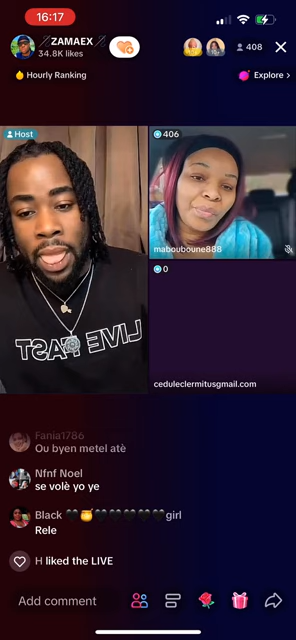 16:17
ZAMAEX
34.8K likes
408
Hourly Ranking
Explore >
Host
406
LIVE FAST
mabouboune888
0
ceduleclermitusgmail.com
Fania1786
Ou byen metel atè
Nfnf Noel
se volè yo ye
Black 🖤🍯🖤🖤🖤🖤🖤girl
Rele
H liked the LIVE
Add comment